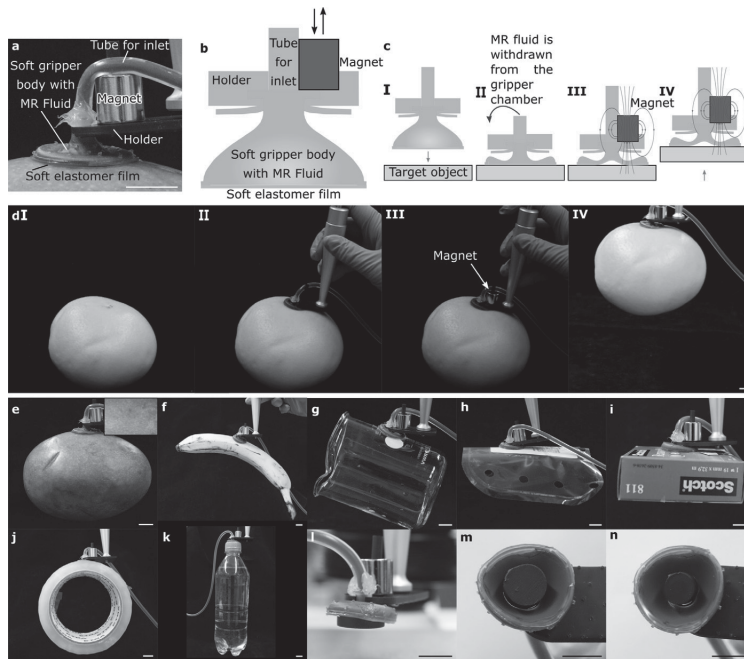 a
Tube for inlet
Soft gripper
body with
MR Fluid
Magnet
Holder
Soft elastomer film
b
Holder
Tube
for
inlet
Magnet
Soft gripper body
with MR Fluid
Soft elastomer film
c
MR fluid is
withdrawn
from the
gripper
chamber
I
II
III
IV
Magnet
Target object
d I
II
III
IV
Magnet
e
f
g
h
i
Scotch
811
j
k
l
m
n